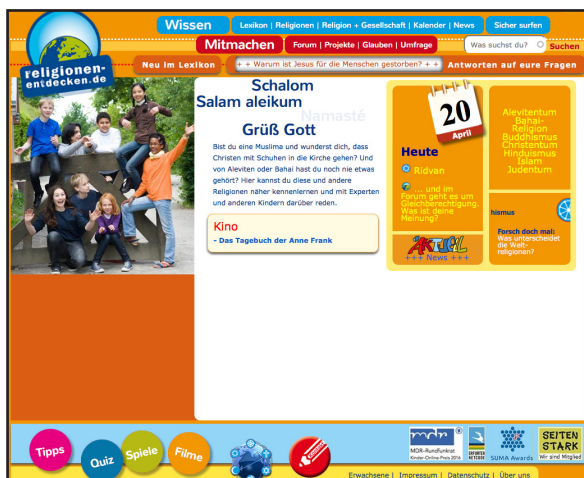 Wissen
Lexikon | Religionen | Religion + Gesellschaft | Kalender | News
Sicher surfen
Mitmachen
Forum | Projekte | Glauben | Umfrage
Was suchst du?
Suchen
religionen-
entdecken.de
Neu im Lexikon
+ + Warum ist Jesus für die Menschen gestorben? + +
Antworten auf eure Fragen
Schalom
Salam aleikum
Namasté
Grüß Gott
Bist du eine Muslima und wunderst dich, dass
Christen mit Schuhen in die Kirche gehen? Und
von Aleviten oder Bahai hast du noch nie etwas
gehört? Hier kannst du diese und andere
Religionen näher kennenlernen und mit Experten
und anderen Kindern darüber reden.
Kino
- Das Tagebuch der Anne Frank
20
April
Heute
Ridvan
... und im
Forum geht es um
Gleichberechtigung.
Was ist deine
Meinung?
AKTUELL
+++ News +++
Alevitentum
Bahai-
Religion
Buddhismus
Christentum
Hinduismus
Islam
Judentum
hismus
Forsch doch mal:
Was unterscheidet
die Welt-
religionen?
Tipps
Quiz
Spiele
Filme
mdr
MDR-Rundfunkrat
Kinder-Online-Preis 2016
ERFURTER
NETCODE
SUMA Awards
SEITEN
STARK
Wir sind Mitglied
Erwachsene | Impressum | Datenschutz | Über uns